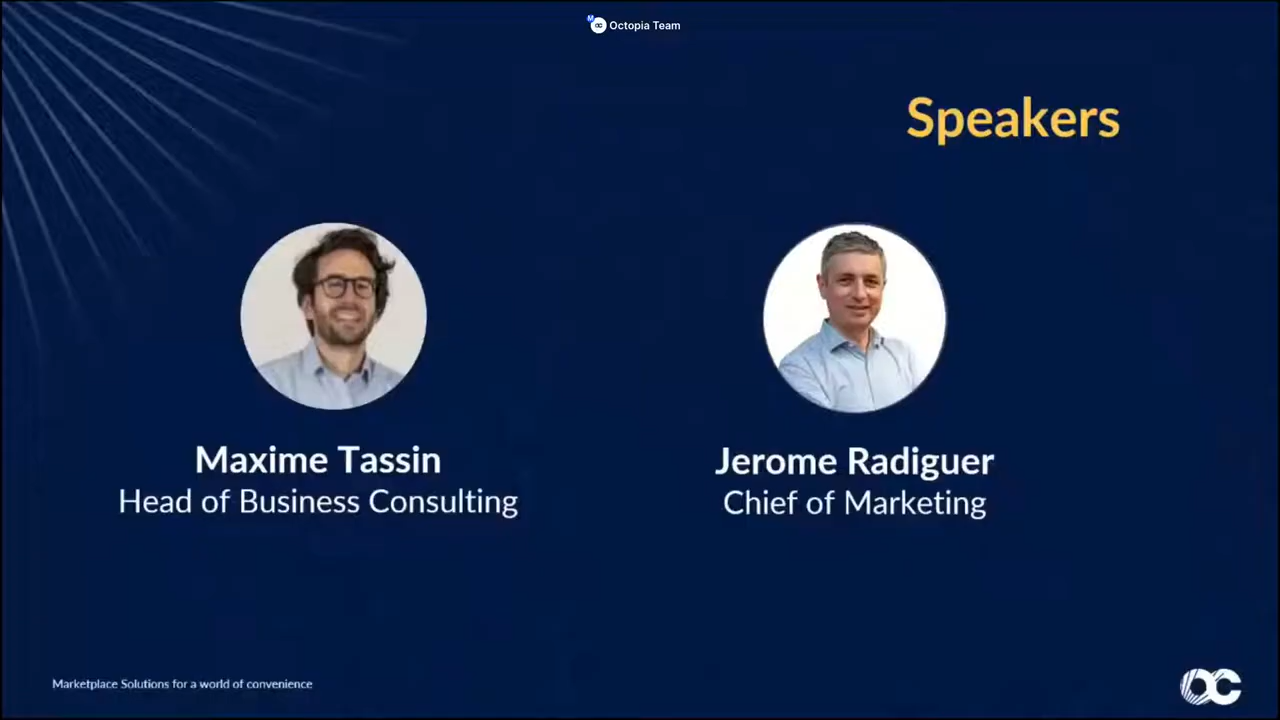 Octopia Team
Speakers
Maxime Tassin
Head of Business Consulting
Jerome Radiguer
Chief of Marketing
Marketplace Solutions for a world of convenience
OC